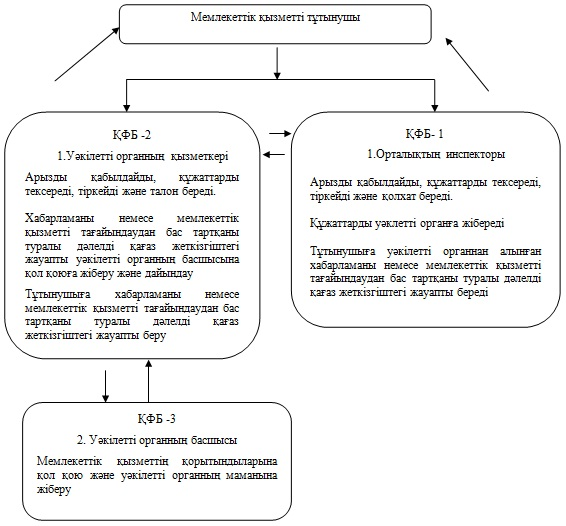 Мемлекеттік қызметті тұтынушы
ҚФБ -2
1.Уәкілетті органның қызметкері
Арызды қабылдайды, құжаттарды
тексереді, тіркейді және талон береді.
Хабарламаны немесе мемлекеттік
қызметті тағайындаудан бас тартқаны
туралы дәлелді қағаз жеткізгіштегі
жауапты уәкілетті органның басшысына
қол қоюға жіберу және дайындау
Тұтынушыға хабарламаны немесе
мемлекеттік қызметті тағайындаудан бас
тартқаны туралы дәлелді қағаз
жеткізгіштегі жауапты беру
ҚФБ- 1
1.Орталықтың инспекторы
Арызды қабылдайды, құжаттарды тексереді,
тіркейді және қолхат береді.
Құжаттарды уәклетті органға жібереді
Тұтынушыға уәкілетті органнан алынған
хабарламаны немесе мемлекеттік қызметті
тағайындаудан бас тартқаны туралы дәлелді
қағаз жеткізгіштегі жауапты береді
ҚФБ -3
2. Уәкілетті органның басшысы
Мемлекеттік қызметтің қорытындыларына
қол қою және уәкілетті органның маманына
жіберу